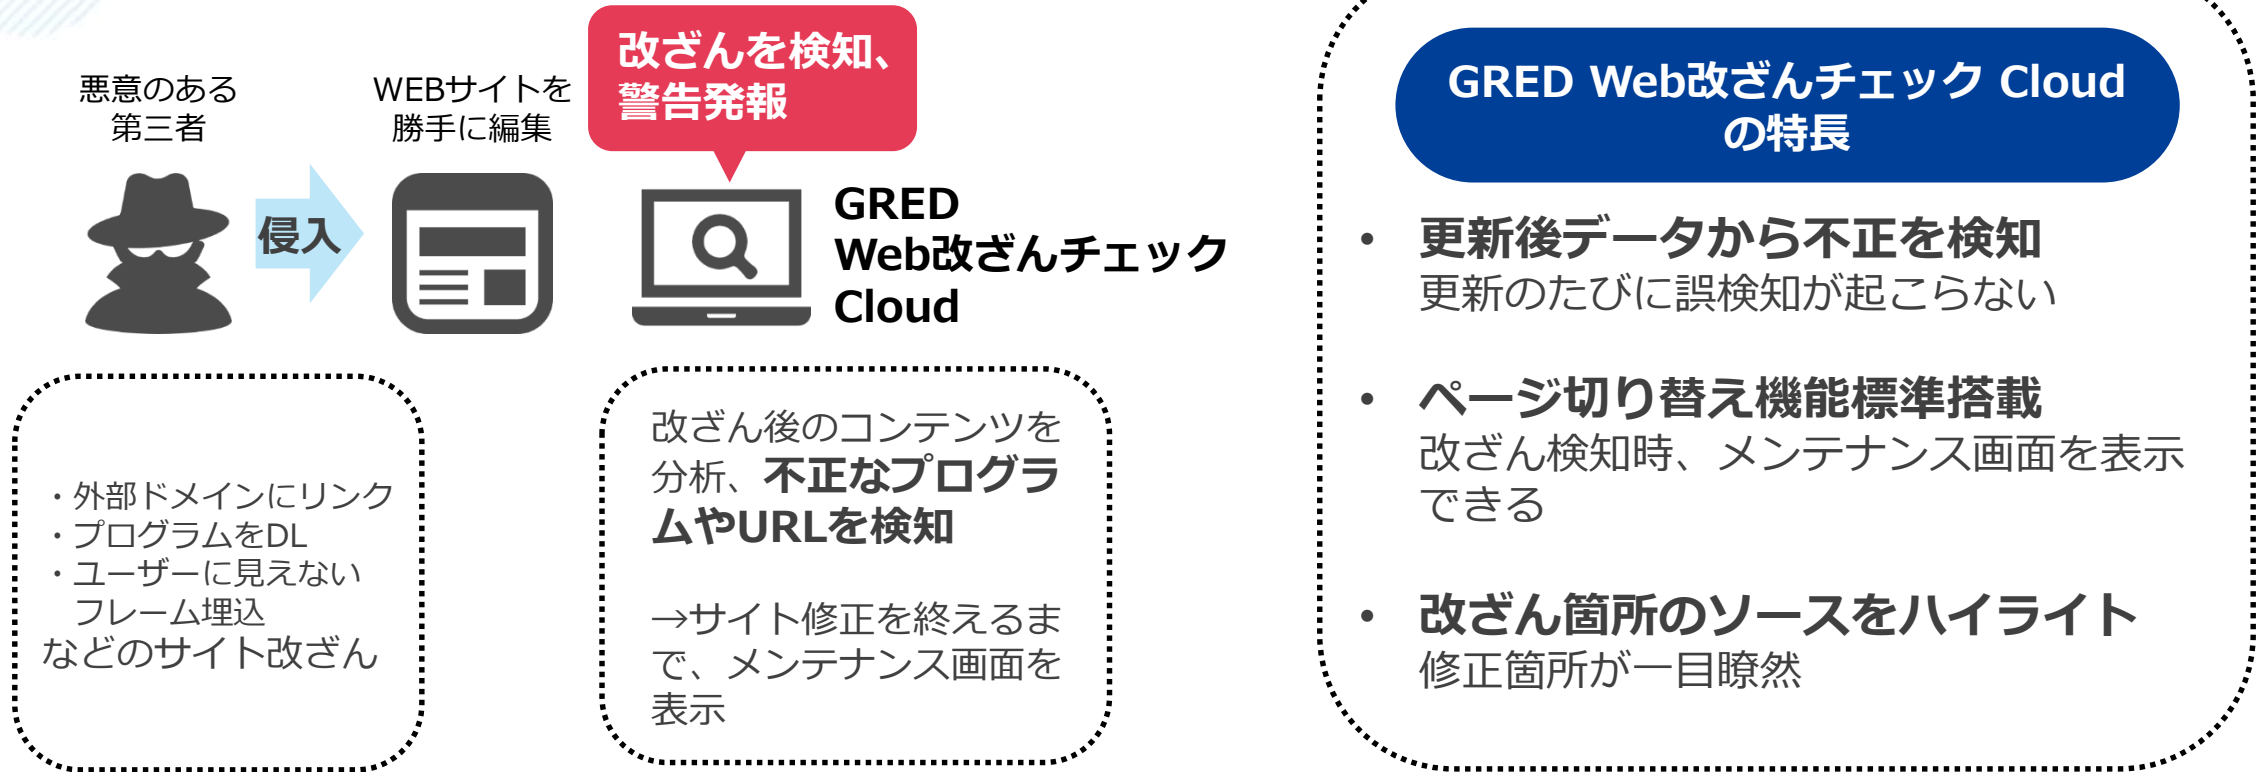 悪意のある
第三者
侵入
WEBサイトを
勝手に編集
改ざんを検知、
警告発報
GRED
Web改ざんチェック
Cloud
・外部ドメインにリンク
・プログラムをDL
・ユーザーに見えない
フレーム埋込
などのサイト改ざん
改ざん後のコンテンツを
分析、不正なプログラ
ムやURLを検知
→サイト修正を終えるま
で、メンテナンス画面を
表示
GRED Web改ざんチェック Cloud
の特長
• 更新後データから不正を検知
更新のたびに誤検知が起こらない
• ページ切り替え機能標準搭載
改ざん検知時、メンテナンス画面を表示
できる
• 改ざん箇所のソースをハイライト
修正箇所が一目瞭然